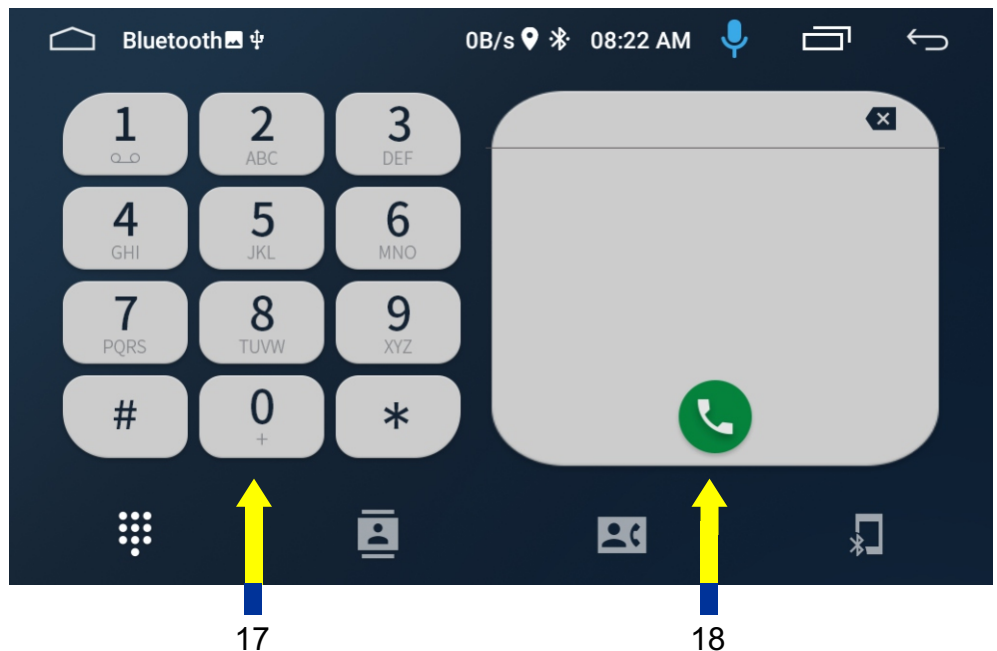 Bluetooth 0B/s 08:22 AM
1 2 3
ABC DEF
4 5 6
GHI JKL MNO
7 8 9
PQRS TUVW XYZ
# 0 *
+
17 18